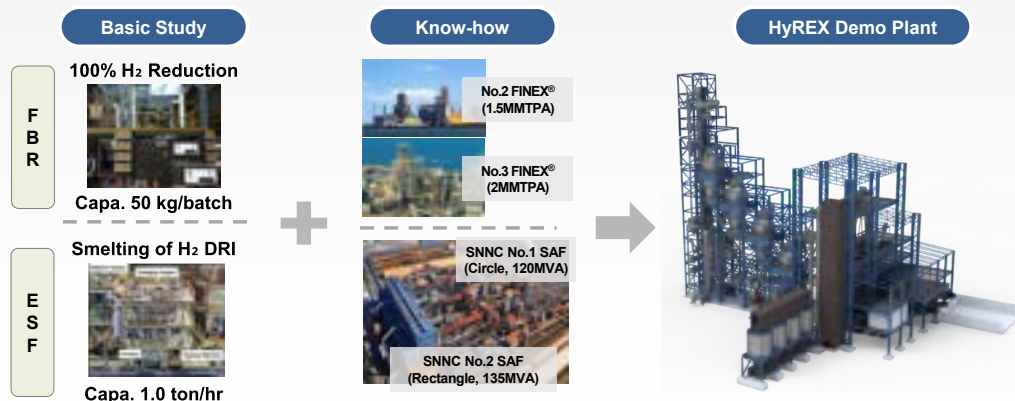 Basic Study
Know-how
HyREX Demo Plant
F
B
R
100% H₂ Reduction
Capa. 50 kg/batch
No.2 FINEX®
(1.5MMTPA)
No.3 FINEX®
(2MMTPA)
E
S
F
Smelting of H₂ DRI
Capa. 1.0 ton/hr
SNNC No.1 SAF
(Circle, 120MVA)
SNNC No.2 SAF
(Rectangle, 135MVA)